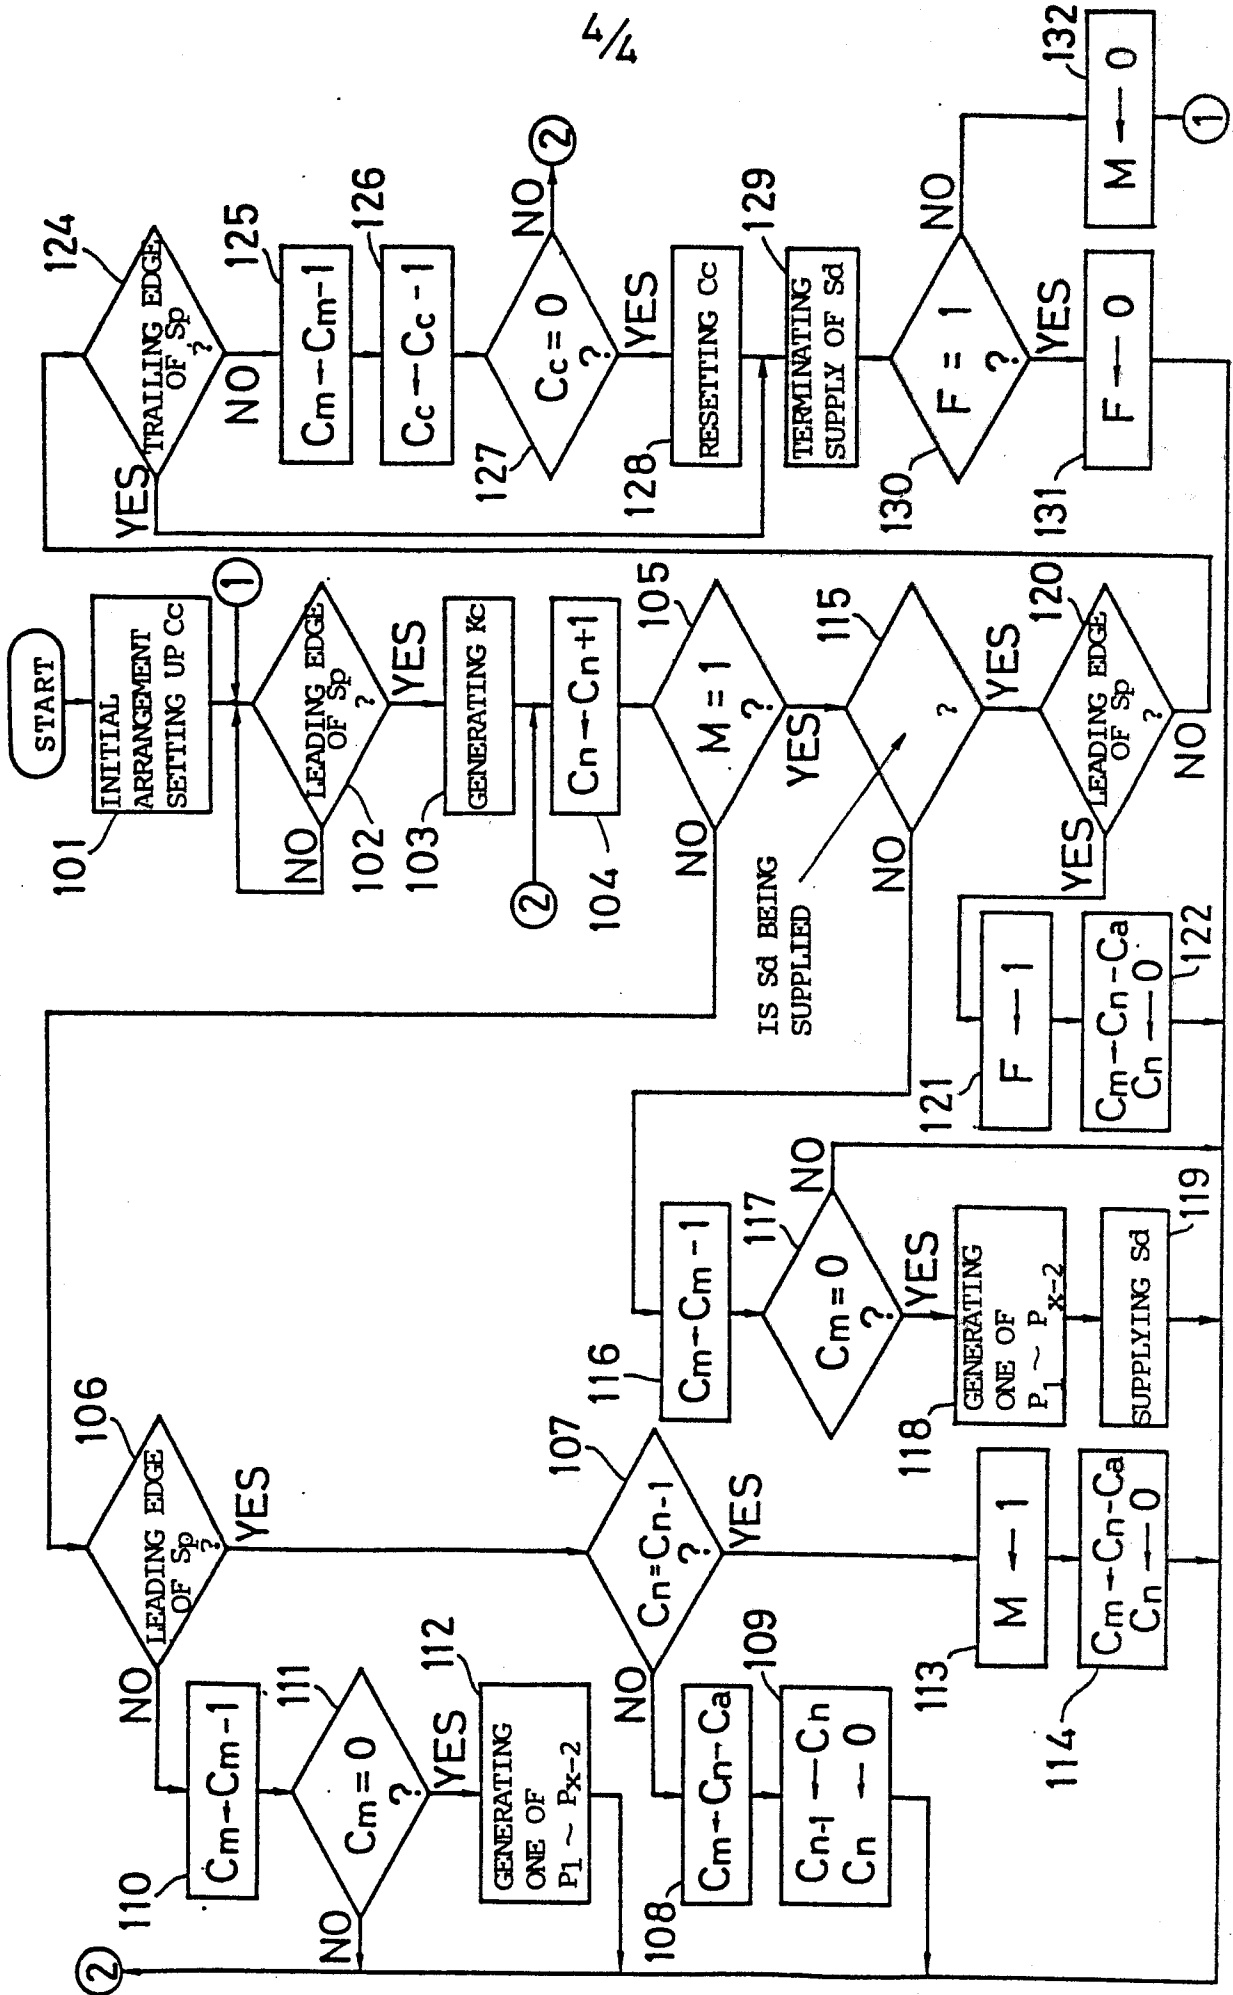 4/4
START
INITIAL
ARRANGEMENT
SETTING UP Cc
101
1
LEADING EDGE
OF Sp
?
102
NO
YES
GENERATING Kc
103
2
Cn ← Cn+1
104
M = 1
?
105
NO
YES
IS Sd BEING
SUPPLIED
?
115
NO
YES
LEADING EDGE
OF Sp
?
120
YES
NO
F ← 1
121
Cm ← Cn - Ca
Cn ← 0
122
TRAILING EDGE
OF Sp
?
124
YES
NO
Cm ← Cm-1
125
Cc ← Cc - 1
126
Cc = 0
?
127
NO
2
YES
RESETTING Cc
128
TERMINATING
SUPPLY OF Sd
129
F = 1
?
130
NO
YES
F ← 0
131
M ← 0
132
1
LEADING EDGE
OF Sp
?
106
NO
YES
Cn = Cn-1
?
107
NO
YES
Cm ← Cn - Ca
108
Cn-1 ← Cn
Cn ← 0
109
Cm ← Cm-1
110
Cm = 0
?
111
NO
YES
GENERATING
ONE OF
P1 ~ Px-2
112
M ← 1
113
Cm ← Cn - Ca
Cn ← 0
114
Cm ← Cm - 1
116
Cm = 0
?
117
NO
YES
GENERATING
ONE OF
P1 ~ Px-2
118
SUPPLYING Sd
119
2